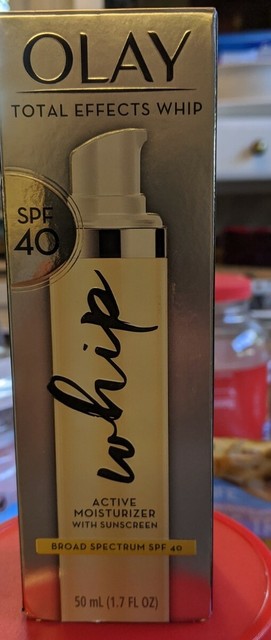 OLAY
TOTAL EFFECTS WHIP
SPF
40
whip
ACTIVE
MOISTURIZER
WITH SUNSCREEN
BROAD SPECTRUM SPF 40
50 mL (1.7 FL OZ)